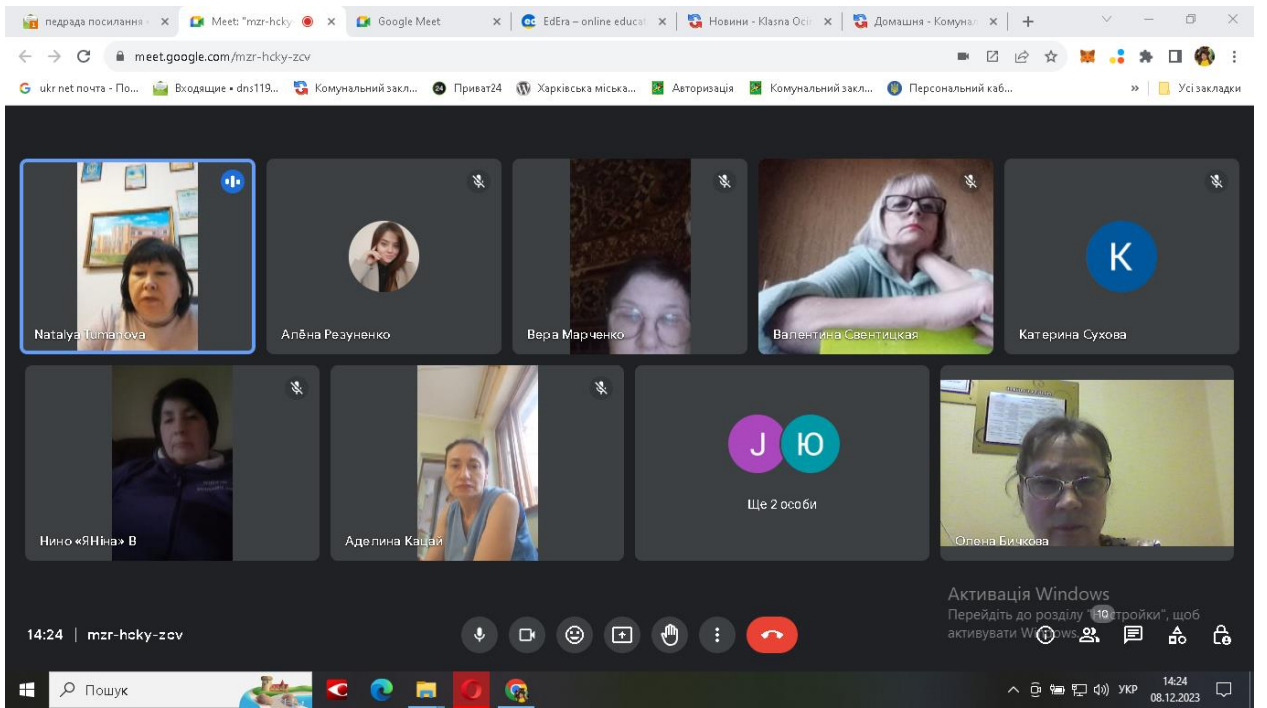 педрада посилання
Meet: "mzr-hcky
Google Meet
EdEra – online educat
Новини - Klasna Oci
Домашня - Комуна
meet.google.com/mzr-hcky-zcv
ukr net почта - По...
Входящие • dns119...
Комунальний закл...
Приват24
Харківська міська...
Авторизація
Комунальний закл...
Персональний каб...
»
Усі закладки
Natalya Tumanova
Алёна Резуненко
Вера Марченко
Валентина Свентицкая
K
Катерина Сухова
Нино «ЯНіна» В
Аделина Кацай
J Ю
Ще 2 особи
Олена Бичкова
Активація Windows
Перейдіть до розділу "Настройки", щоб
активувати Windows.
10
14:24 | mzr-hcky-zcv
Пошук
УКР
14:24
08.12.2023